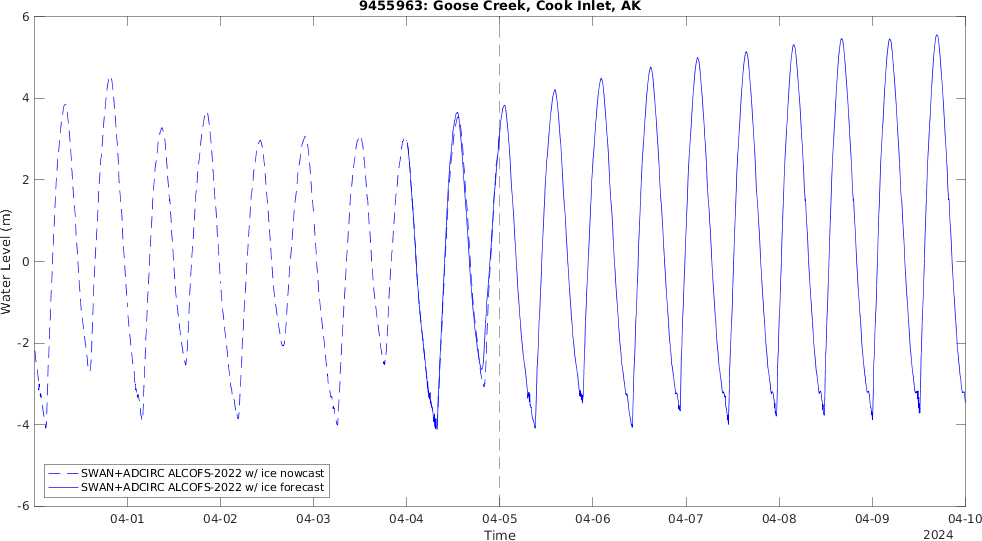 9455963: Goose Creek, Cook Inlet, AK
6
4
2
0
-2
-4
-6
Water Level (m)
SWAN+ADCIRC ALCOFS-2022 w/ ice nowcast
SWAN+ADCIRC ALCOFS-2022 w/ ice forecast
04-01 04-02 04-03 04-04 04-05 04-06 04-07 04-08 04-09 04-10
Time
2024